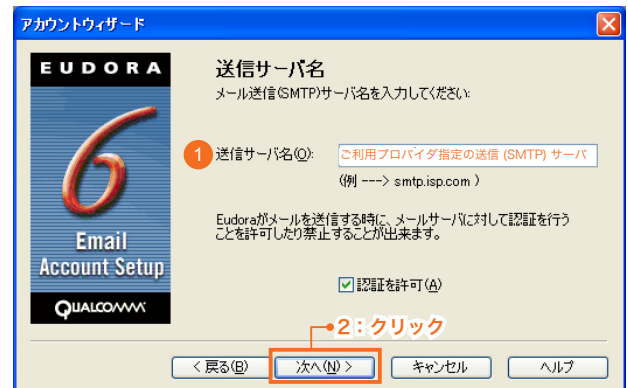 アカウントウィザード
EUDORA
6
Email
Account Setup
QUALCOMM
送信サーバ名
メール送信(SMTP)サーバ名を入力してください:
1 送信サーバ名(O): ご利用プロバイダ指定の送信 (SMTP) サーバ
(例 ---> smtp.isp.com )
Eudoraがメールを送信する時に、メールサーバに対して認証を行う
ことを許可したり禁止することが出来ます。
認証を許可(A)
2：クリック
< 戻る(B) 次へ(N) > キャンセル ヘルプ